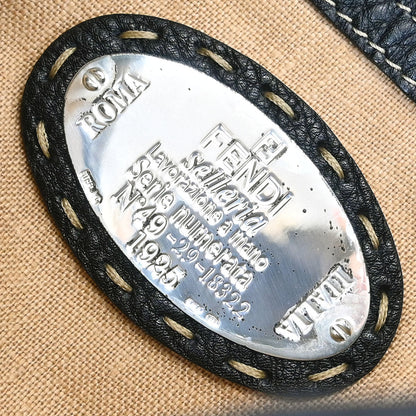 ROMA
FENDI
selleria
Lavorazione a mano
Serie numerata
N°49-29-18322
1925
ITALIA